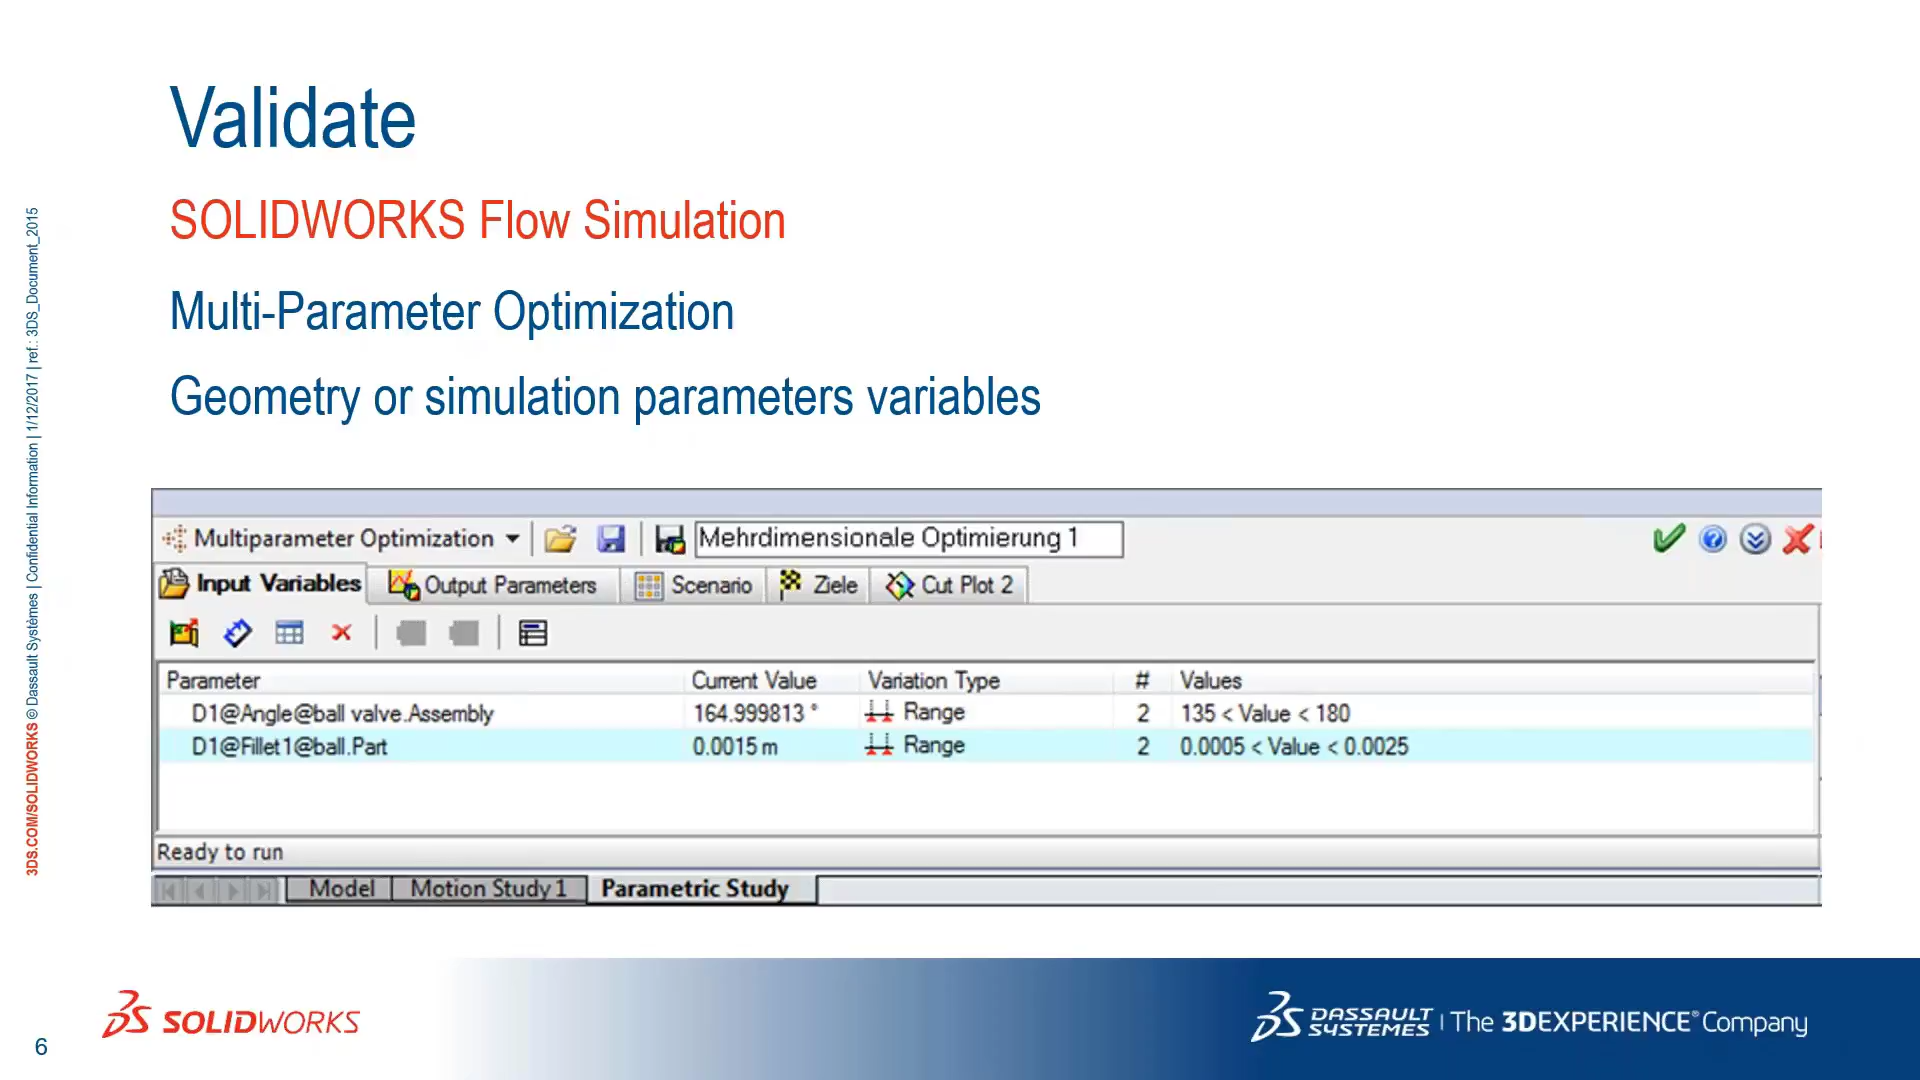 Validate
SOLIDWORKS Flow Simulation
Multi-Parameter Optimization
Geometry or simulation parameters variables
3DS.COM/SOLIDWORKS © Dassault Systèmes | Confidential Information | 1/12/2017 | ref.: 3DS_Document_2015
Multiparameter Optimization Mehrdimensionale Optimierung 1
Input Variables Output Parameters Scenario Ziele Cut Plot 2
Parameter Current Value Variation Type # Values
D1@Angle@ball valve.Assembly 164.999813 ° Range 2 135 < Value < 180
D1@Fillet1@ball.Part 0.0015 m Range 2 0.0005 < Value < 0.0025
Ready to run
Model Motion Study 1 Parametric Study
SOLIDWORKS
DASSAULT SYSTEMES | The 3DEXPERIENCE® Company
6